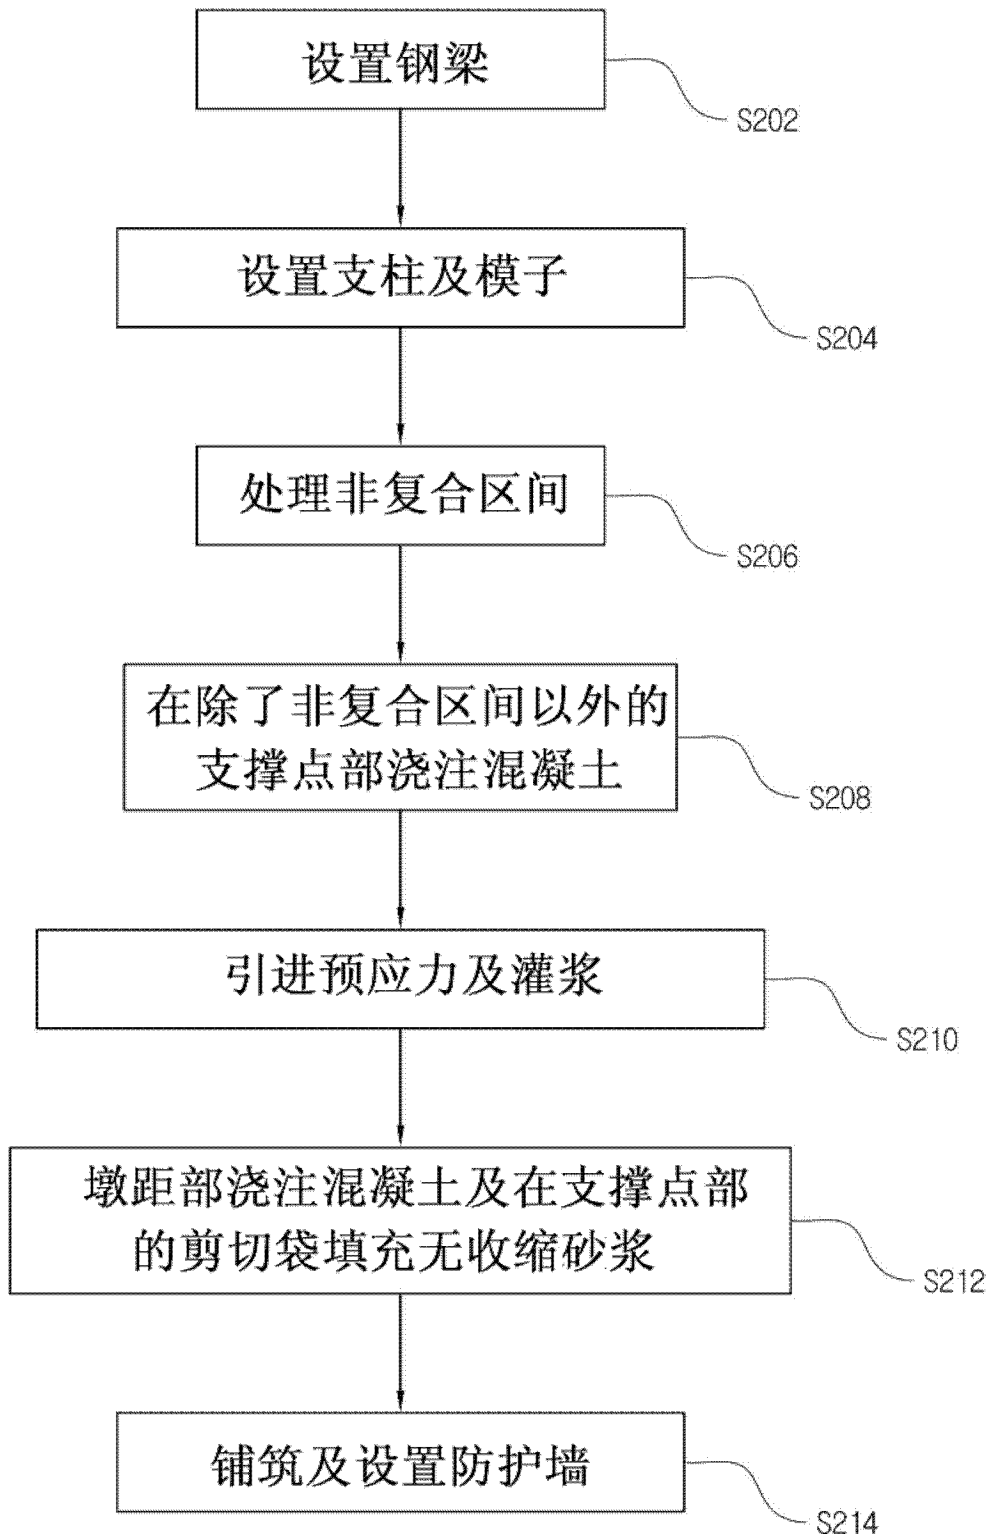 设置钢梁
S202
设置支柱及模子
S204
处理非复合区间
S206
在除了非复合区间以外的
支撑点部浇注混凝土
S208
引进预应力及灌浆
S210
墩距部浇注混凝土及在支撑点部
的剪切袋填充无收缩砂浆
S212
铺筑及设置防护墙
S214